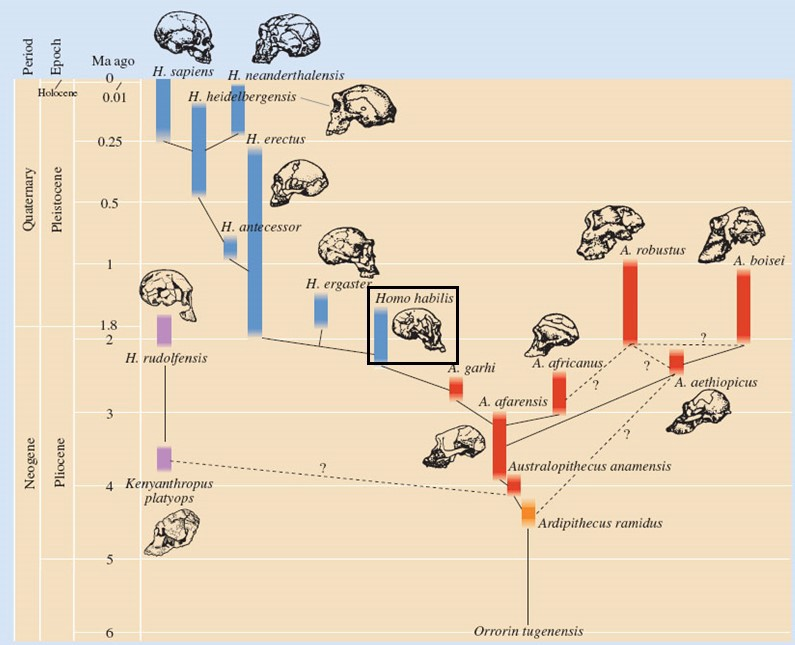 Period
Epoch
Ma ago
0
Holocene
0.01
0.25
0.5
1
1.8
2
3
4
5
6
Quaternary
Pleistocene
Neogene
Pliocene
H. sapiens
H. neanderthalensis
H. heidelbergensis
H. erectus
H. antecessor
H. ergaster
Homo habilis
A. robustus
A. boisei
H. rudolfensis
A. garhi
A. africanus
?
?
?
A. aethiopicus
A. afarensis
?
?
Australopithecus anamensis
Kenyanthropus
platyops
Ardipithecus ramidus
Orrorin tugenensis